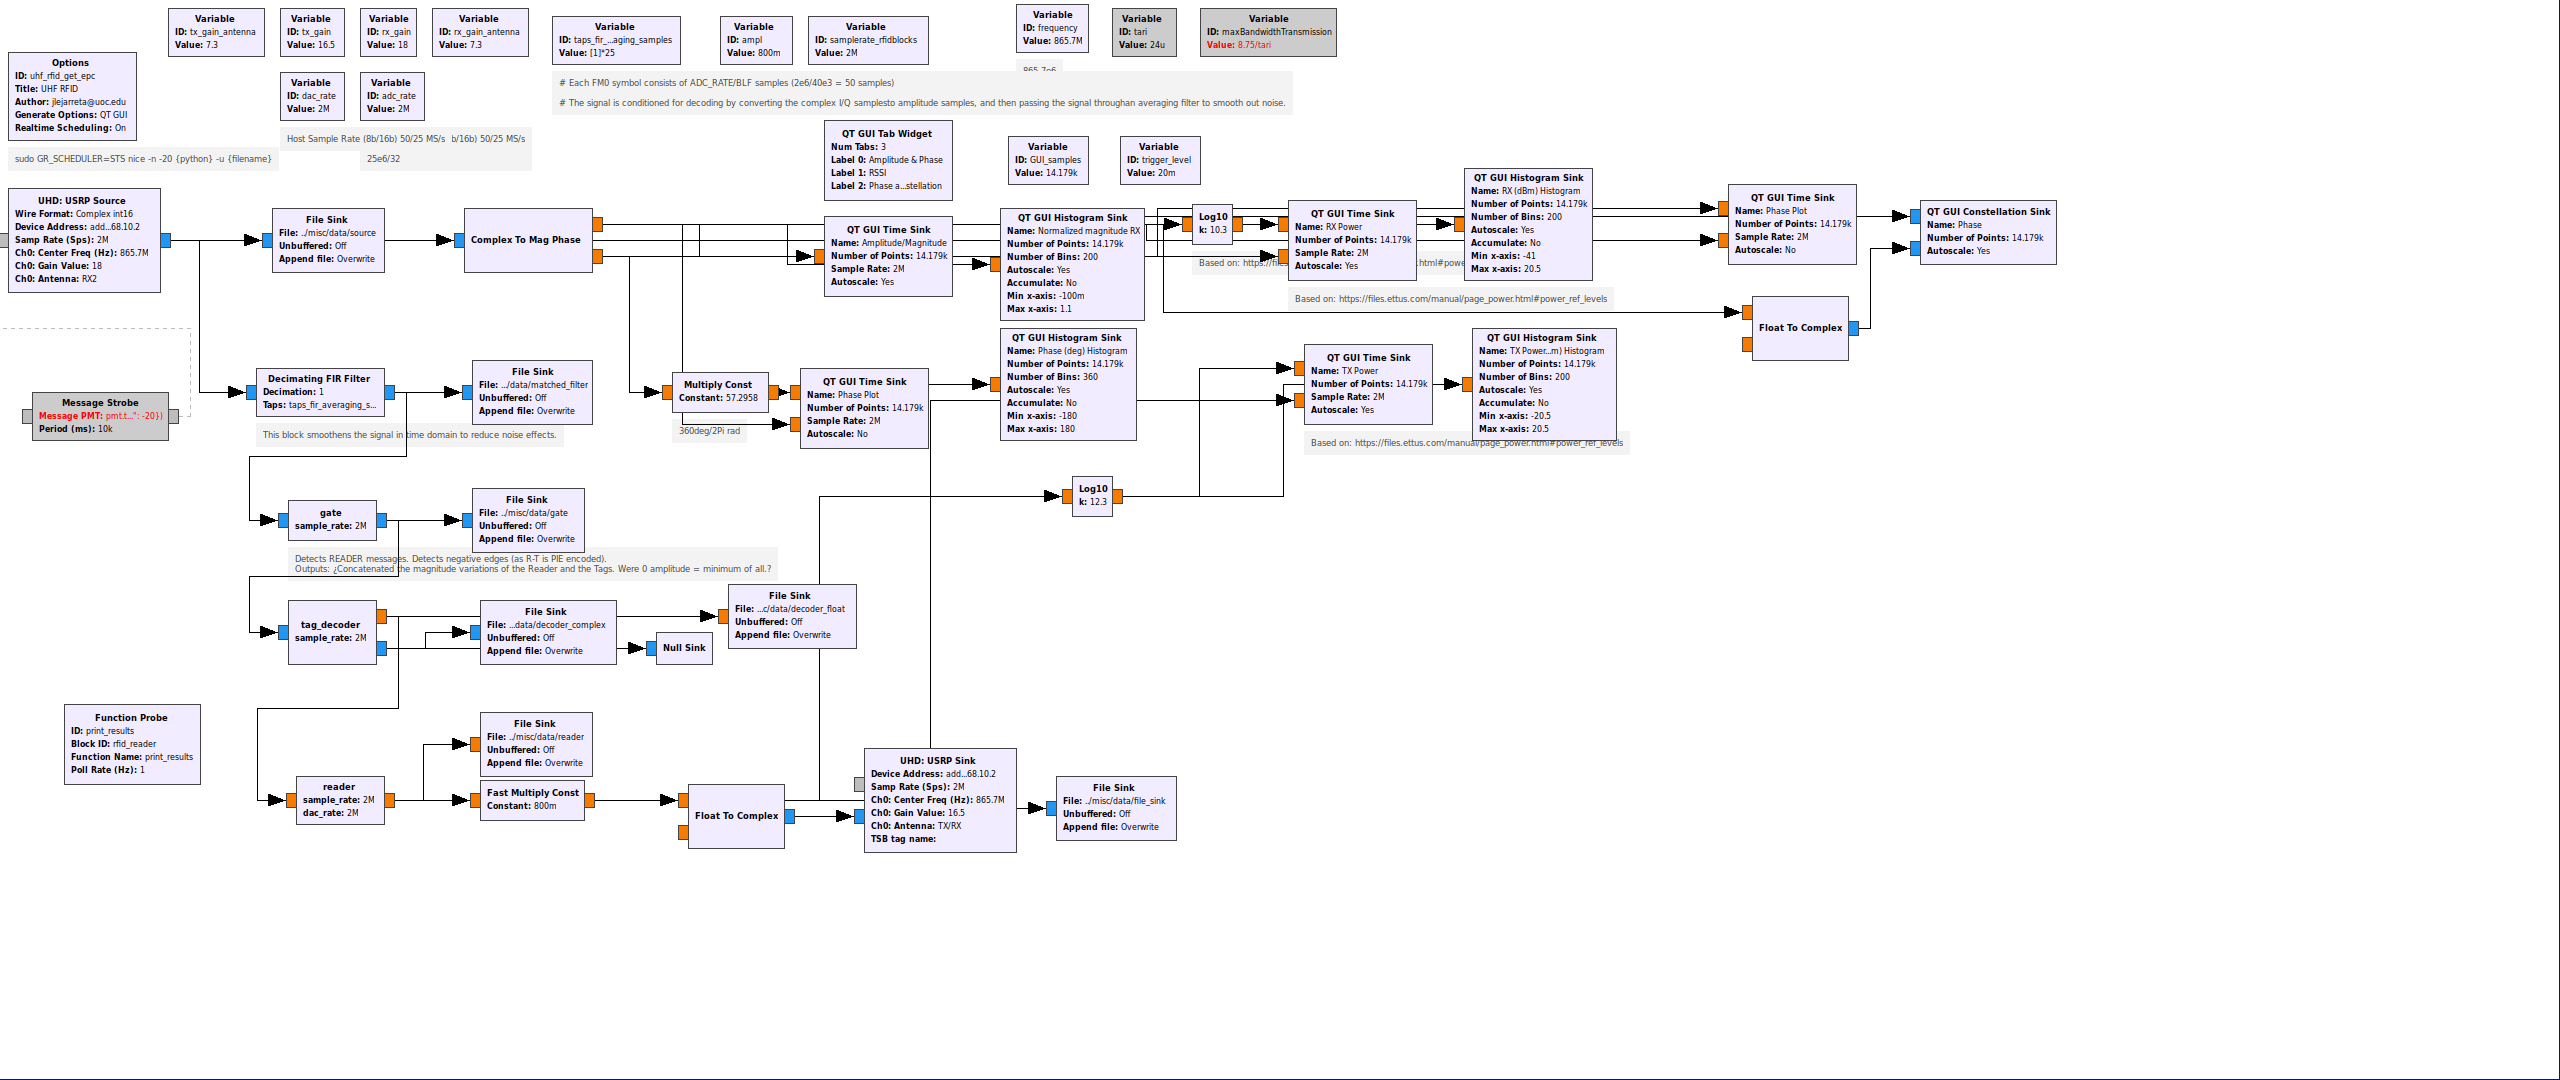 Variable
ID: tx_gain_antenna
Value: 7.3
Variable
ID: tx_gain
Value: 16.5
Variable
ID: rx_gain
Value: 18
Variable
ID: rx_gain_antenna
Value: 7.3
Variable
ID: taps_fir_...aging_samples
Value: [1]*25
Variable
ID: ampl
Value: 800m
Variable
ID: samplerate_rfidblocks
Value: 2M
Variable
ID: frequency
Value: 865.7M
Variable
ID: tari
Value: 24u
Variable
ID: maxBandwidthTransmission
Value: 8.75/tari
Options
ID: uhf_rfid_get_epc
Title: UHF RFID
Author: jlejarreta@uoc.edu
Generate Options: QT GUI
Realtime Scheduling: On
Variable
ID: dac_rate
Value: 2M
Variable
ID: adc_rate
Value: 2M
865.7e6
# Each FM0 symbol consists of ADC_RATE/BLF samples (2e6/40e3 = 50 samples)
# The signal is conditioned for decoding by converting the complex I/Q samplesto amplitude samples, and then passing the signal throughan averaging filter to smooth out noise.
Host Sample Rate (8b/16b) 50/25 MS/s
b/16b) 50/25 MS/s
25e6/32
sudo GR_SCHEDULER=STS nice -n -20 {python} -u {filename}
QT GUI Tab Widget
Num Tabs: 3
Label 0: Amplitude & Phase
Label 1: RSSI
Label 2: Phase a...stellation
Variable
ID: GUI_samples
Value: 14.179k
Variable
ID: trigger_level
Value: 20m
UHD: USRP Source
Wire Format: Complex int16
Device Address: add...68.10.2
Samp Rate (Sps): 2M
Ch0: Center Freq (Hz): 865.7M
Ch0: Gain Value: 18
Ch0: Antenna: RX2
File Sink
File: ../misc/data/source
Unbuffered: Off
Append file: Overwrite
Complex To Mag Phase
QT GUI Time Sink
Name: Amplitude/Magnitude
Number of Points: 14.179k
Sample Rate: 2M
Autoscale: Yes
QT GUI Histogram Sink
Name: Normalized magnitude RX
Number of Points: 14.179k
Number of Bins: 200
Autoscale: Yes
Accumulate: No
Min x-axis: -100m
Max x-axis: 1.1
Log10
k: 10.3
Based on: https://file
.html#powe
QT GUI Time Sink
Name: RX Power
Number of Points: 14.179k
Sample Rate: 2M
Autoscale: Yes
Based on: https://files.ettus.com/manual/page_power.html#power_ref_levels
QT GUI Histogram Sink
Name: RX (dBm) Histogram
Number of Points: 14.179k
Number of Bins: 200
Autoscale: Yes
Accumulate: No
Min x-axis: -41
Max x-axis: 20.5
QT GUI Time Sink
Name: Phase Plot
Number of Points: 14.179k
Sample Rate: 2M
Autoscale: No
QT GUI Constellation Sink
Name: Phase
Number of Points: 14.179k
Autoscale: Yes
Float To Complex
Message Strobe
Message PMT: pmt.t...": -20})
Period (ms): 10k
Decimating FIR Filter
Decimation: 1
Taps: taps_fir_averaging_s...
This block smoothens the signal in time domain to reduce noise effects.
File Sink
File: .../data/matched_filter
Unbuffered: Off
Append file: Overwrite
Multiply Const
Constant: 57.2958
360deg/2Pi rad
QT GUI Time Sink
Name: Phase Plot
Number of Points: 14.179k
Sample Rate: 2M
Autoscale: No
QT GUI Histogram Sink
Name: Phase (deg) Histogram
Number of Points: 14.179k
Number of Bins: 360
Autoscale: Yes
Accumulate: No
Min x-axis: -180
Max x-axis: 180
QT GUI Time Sink
Name: TX Power
Number of Points: 14.179k
Sample Rate: 2M
Autoscale: Yes
Based on: https://files.ettus.com/manual/page_power.html#power_ref_levels
QT GUI Histogram Sink
Name: TX Power...m) Histogram
Number of Points: 14.179k
Number of Bins: 200
Autoscale: Yes
Accumulate: No
Min x-axis: -20.5
Max x-axis: 20.5
Log10
k: 12.3
gate
sample_rate: 2M
File Sink
File: ../misc/data/gate
Unbuffered: Off
Append file: Overwrite
Detects READER messages. Detects negative edges (as R-T is PIE encoded).
Outputs: ¿Concatenated the magnitude variations of the Reader and the Tags. Were 0 amplitude = minimum of all.?
tag_decoder
sample_rate: 2M
File Sink
File: ...data/decoder_complex
Unbuffered: Off
Append file: Overwrite
Null Sink
File Sink
File: ...c/data/decoder_float
Unbuffered: Off
Append file: Overwrite
Function Probe
ID: print_results
Block ID: rfid_reader
Function Name: print_results
Poll Rate (Hz): 1
reader
sample_rate: 2M
dac_rate: 2M
File Sink
File: ../misc/data/reader
Unbuffered: Off
Append file: Overwrite
Fast Multiply Const
Constant: 800m
Float To Complex
UHD: USRP Sink
Device Address: add...68.10.2
Samp Rate (Sps): 2M
Ch0: Center Freq (Hz): 865.7M
Ch0: Gain Value: 16.5
Ch0: Antenna: TX/RX
TSB tag name:
File Sink
File: ../misc/data/file_sink
Unbuffered: Off
Append file: Overwrite